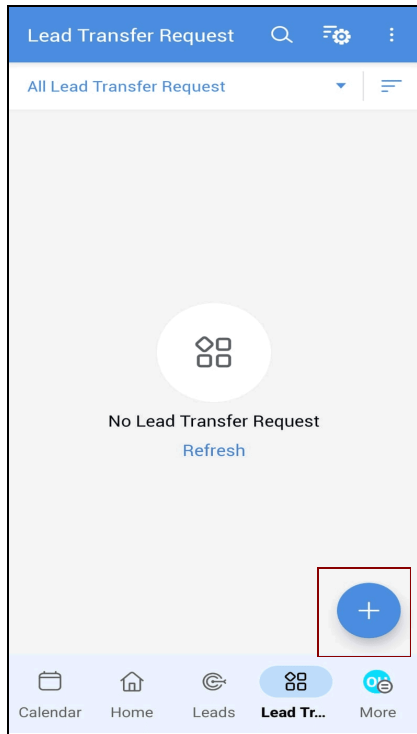 Lead Transfer Request
All Lead Transfer Request
No Lead Transfer Request
Refresh
Calendar Home Leads Lead Tr... More